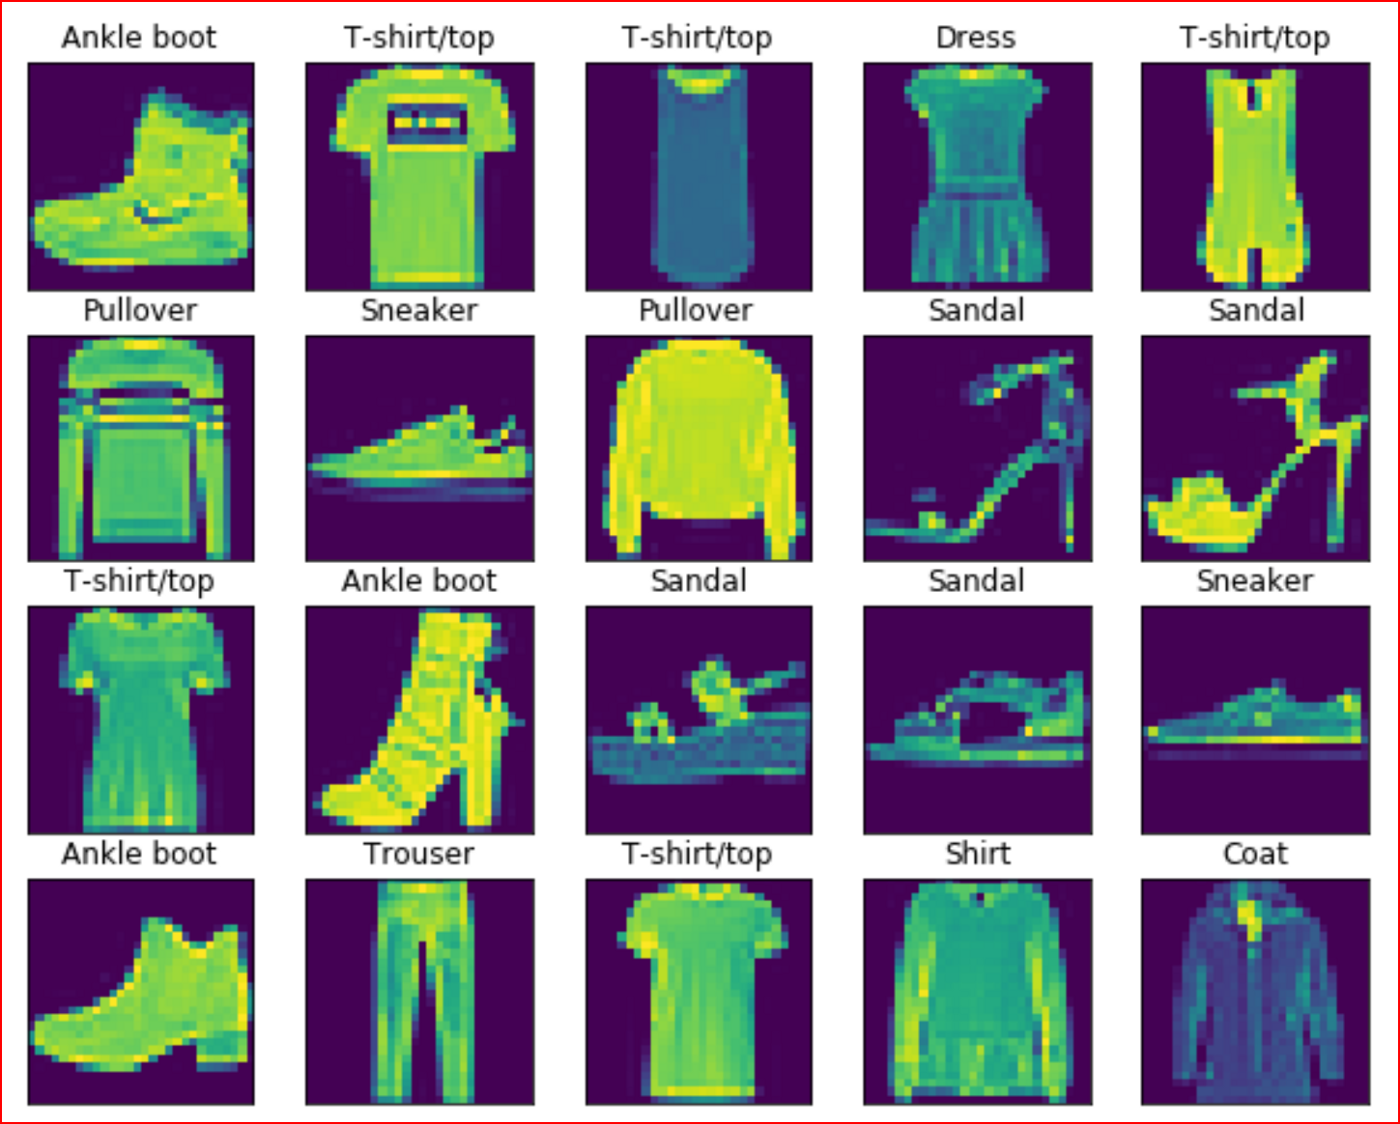 Ankle boot T-shirt/top T-shirt/top Dress T-shirt/top
Pullover Sneaker Pullover Sandal Sandal
T-shirt/top Ankle boot Sandal Sandal Sneaker
Ankle boot Trouser T-shirt/top Shirt Coat